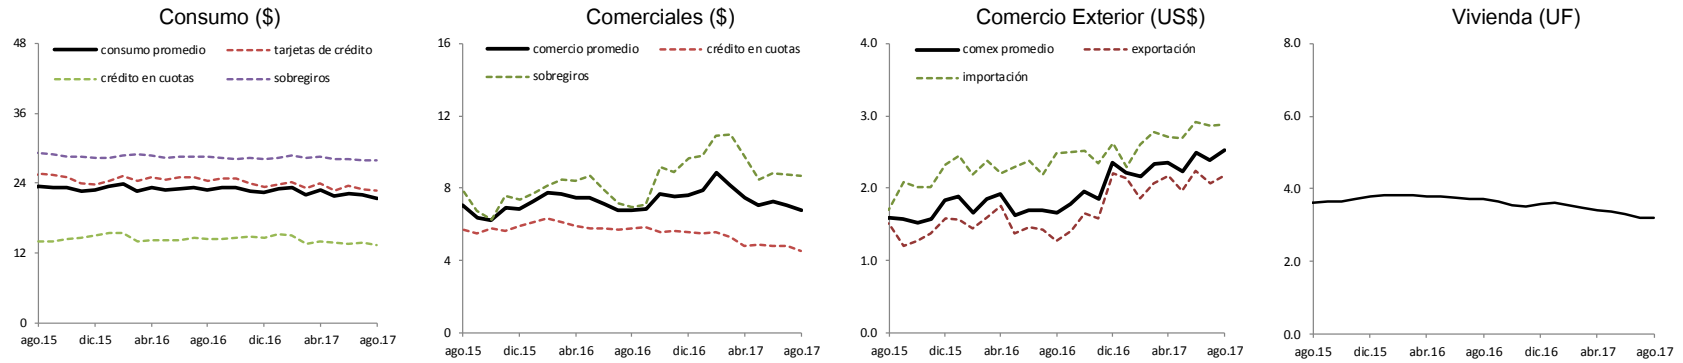 Consumo ($)
48
36
24
12
0
consumo promedio
tarjetas de crédito
crédito en cuotas
sobregiros
ago.15
dic.15
abr.16
ago.16
dic.16
abr.17
ago.17
Comerciales ($)
16
12
8
4
0
comercio promedio
crédito en cuotas
sobregiros
ago.15
dic.15
abr.16
ago.16
dic.16
abr.17
ago.17
Comercio Exterior (US$)
4.0
3.0
2.0
1.0
0.0
comex promedio
exportación
importación
ago.15
dic.15
abr.16
ago.16
dic.16
abr.17
ago.17
Vivienda (UF)
8.0
6.0
4.0
2.0
0.0
ago.15
dic.15
abr.16
ago.16
dic.16
abr.17
ago.17